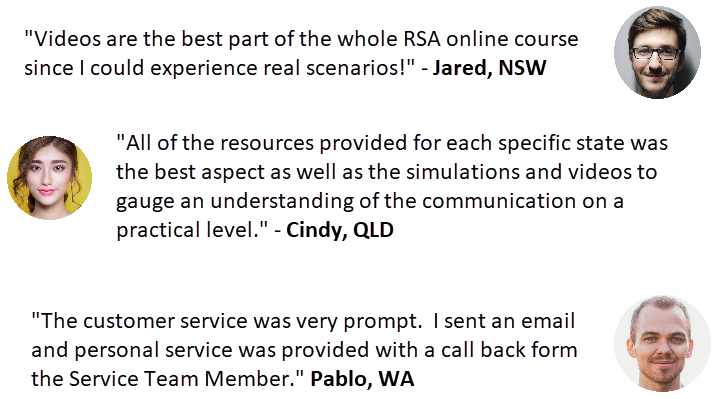 "Videos are the best part of the whole RSA online course
since I could experience real scenarios!" - Jared, NSW
"All of the resources provided for each specific state was
the best aspect as well as the simulations and videos to
gauge an understanding of the communication on a
practical level." - Cindy, QLD
"The customer service was very prompt.  I sent an email
and personal service was provided with a call back form
the Service Team Member." Pablo, WA